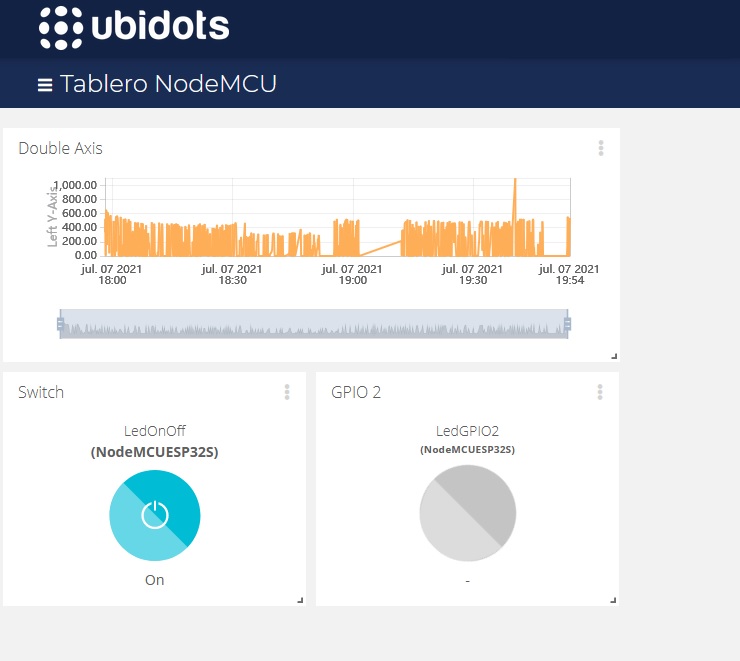 ubidots
Tablero NodeMCU
Double Axis
Left Y-Axis
1,000.00
800.00
600.00
400.00
200.00
0.00
jul. 07 2021 jul. 07 2021 jul. 07 2021 jul. 07 2021 jul. 07 2021
18:00 18:30 19:00 19:30 19:54
Switch
LedOnOff
(NodeMCUESP32S)
On
GPIO 2
LedGPIO2
(NodeMCUESP32S)
-